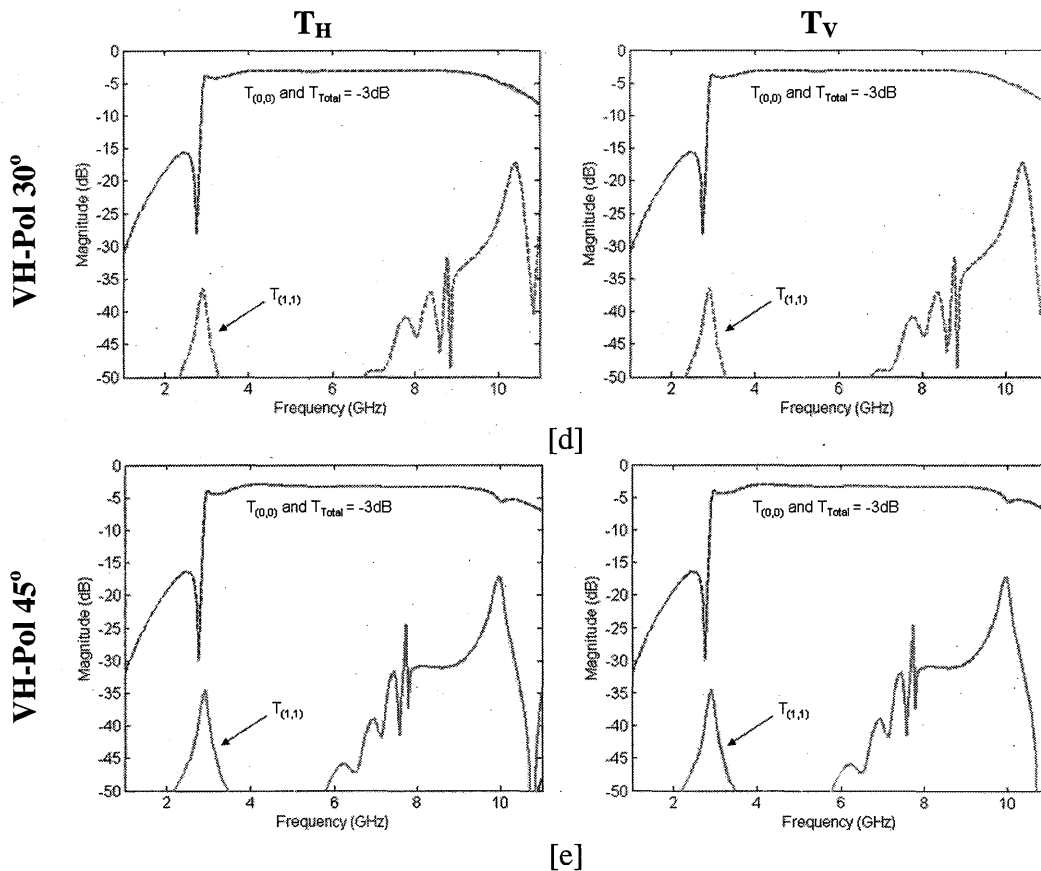 T_H
T_V
VH-Pol 30°
0
-5
-10
-15
-20
-25
-30
-35
-40
-45
-50
Magnitude (dB)
T(0,0) and TTotal = -3dB
T(1,1)
2
4
6
8
10
Frequency (GHz)
0
-5
-10
-15
-20
-25
-30
-35
-40
-45
-50
Magnitude (dB)
T(0,0) and TTotal = -3dB
T(1,1)
2
4
6
8
10
Frequency (GHz)
[d]
VH-Pol 45°
0
-5
-10
-15
-20
-25
-30
-35
-40
-45
-50
Magnitude (dB)
T(0,0) and TTotal = -3dB
T(1,1)
2
4
6
8
10
Frequency (GHz)
0
-5
-10
-15
-20
-25
-30
-35
-40
-45
-50
Magnitude (dB)
T(0,0) and TTotal = -3dB
T(1,1)
2
4
6
8
10
Frequency (GHz)
[e]